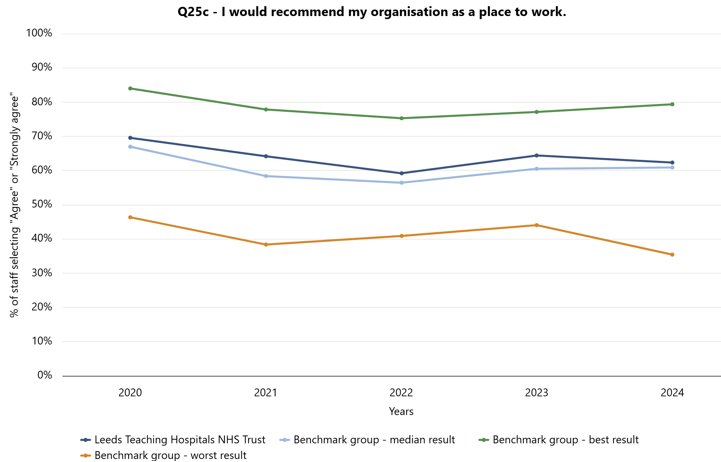 Q25c - I would recommend my organisation as a place to work.
% of staff selecting "Agree" or "Strongly agree"
100%
90%
80%
70%
60%
50%
40%
30%
20%
10%
0%
2020 2021 2022 2023 2024
Years
Leeds Teaching Hospitals NHS Trust Benchmark group - median result Benchmark group - best result
Benchmark group - worst result